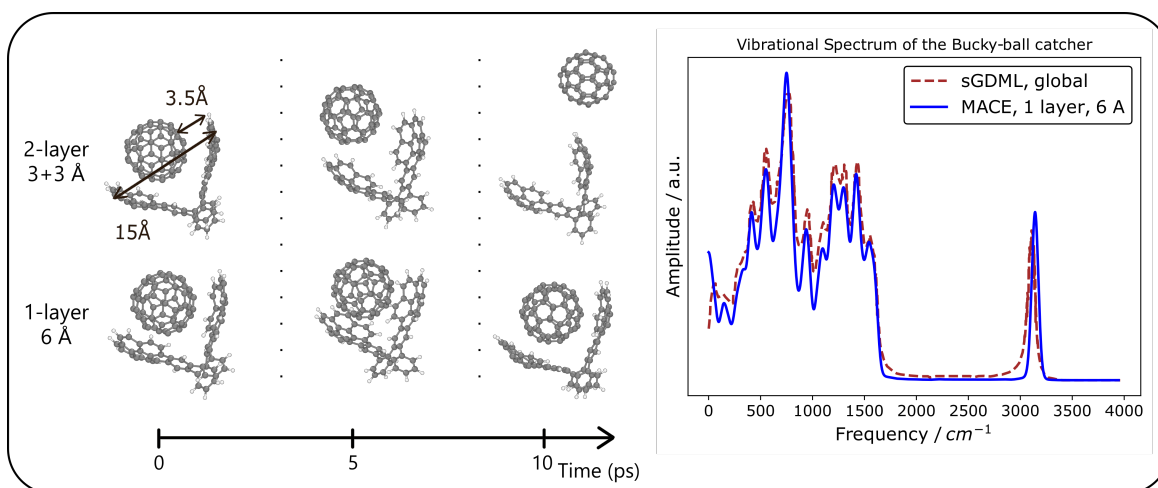 3.5Å
2-layer
3+3 Å
15Å
1-layer
6 Å
0
5
10
Time (ps)
Vibrational Spectrum of the Bucky-ball catcher
sGDML, global
MACE, 1 layer, 6 A
Amplitude / a.u.
0
500
1000
1500
2000
2500
3000
3500
4000
Frequency / cm⁻¹